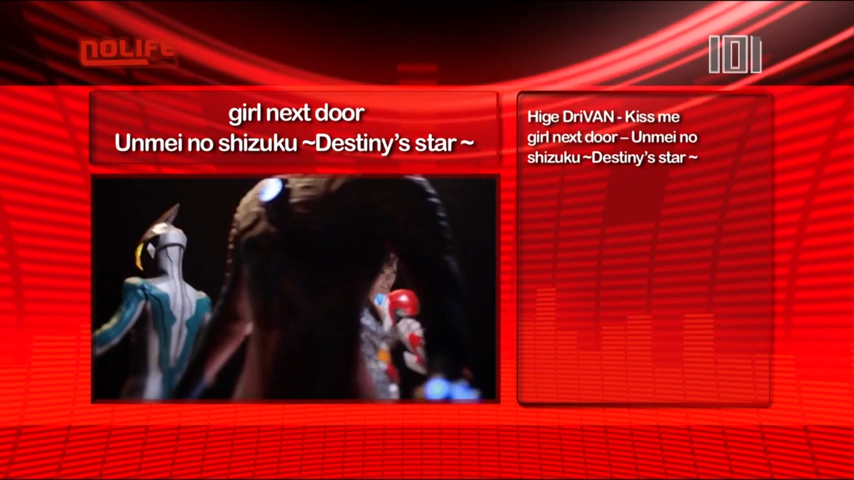 NOLIFE
101
girl next door
Unmei no shizuku ~Destiny's star ~
Hige DriVAN - Kiss me
girl next door – Unmei no
shizuku ~Destiny's star ~